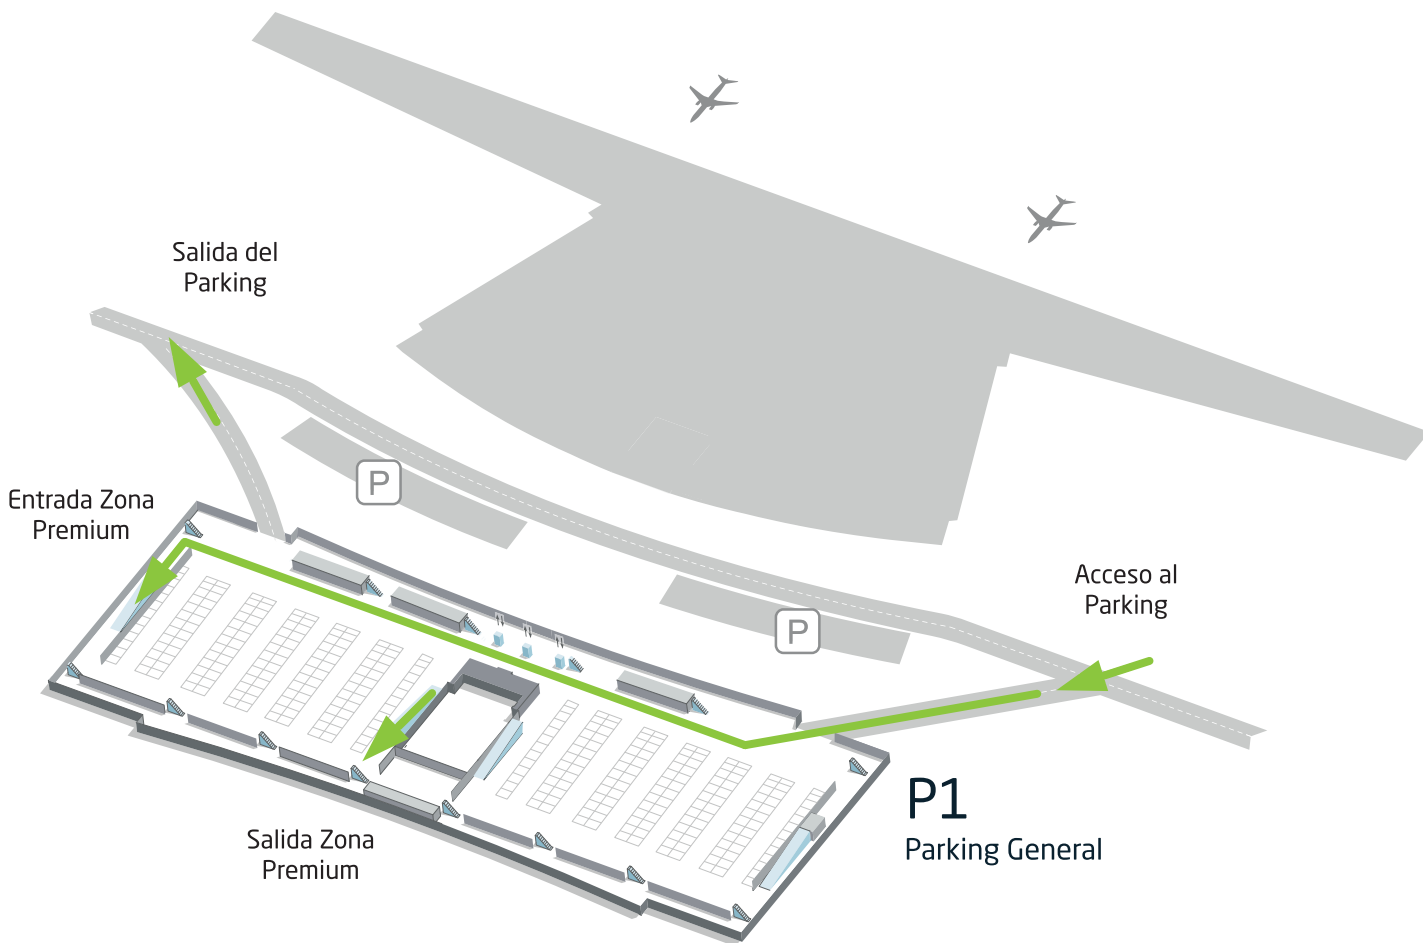 Salida del
Parking
P
Entrada Zona
Premium
Acceso al
Parking
P
P1
Parking General
Salida Zona
Premium